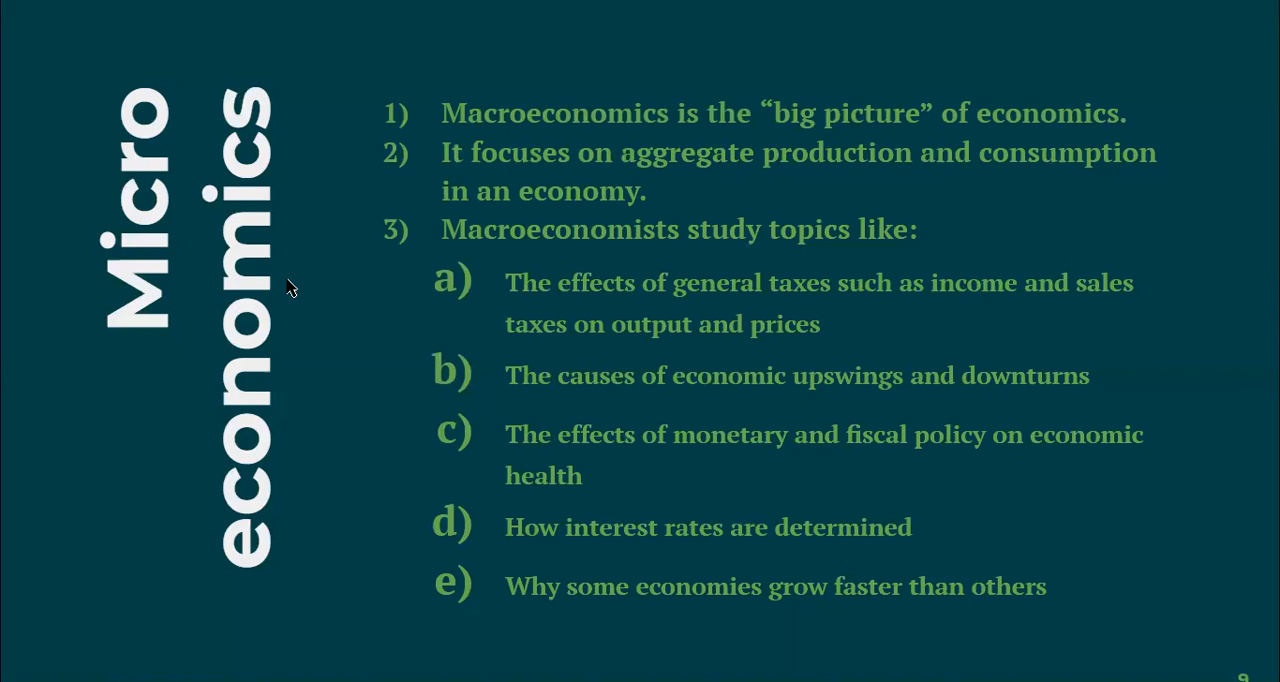 Micro
economics
1) Macroeconomics is the “big picture” of economics.
2) It focuses on aggregate production and consumption
in an economy.
3) Macroeconomists study topics like:
a) The effects of general taxes such as income and sales
taxes on output and prices
b) The causes of economic upswings and downturns
c) The effects of monetary and fiscal policy on economic
health
d) How interest rates are determined
e) Why some economies grow faster than others
9